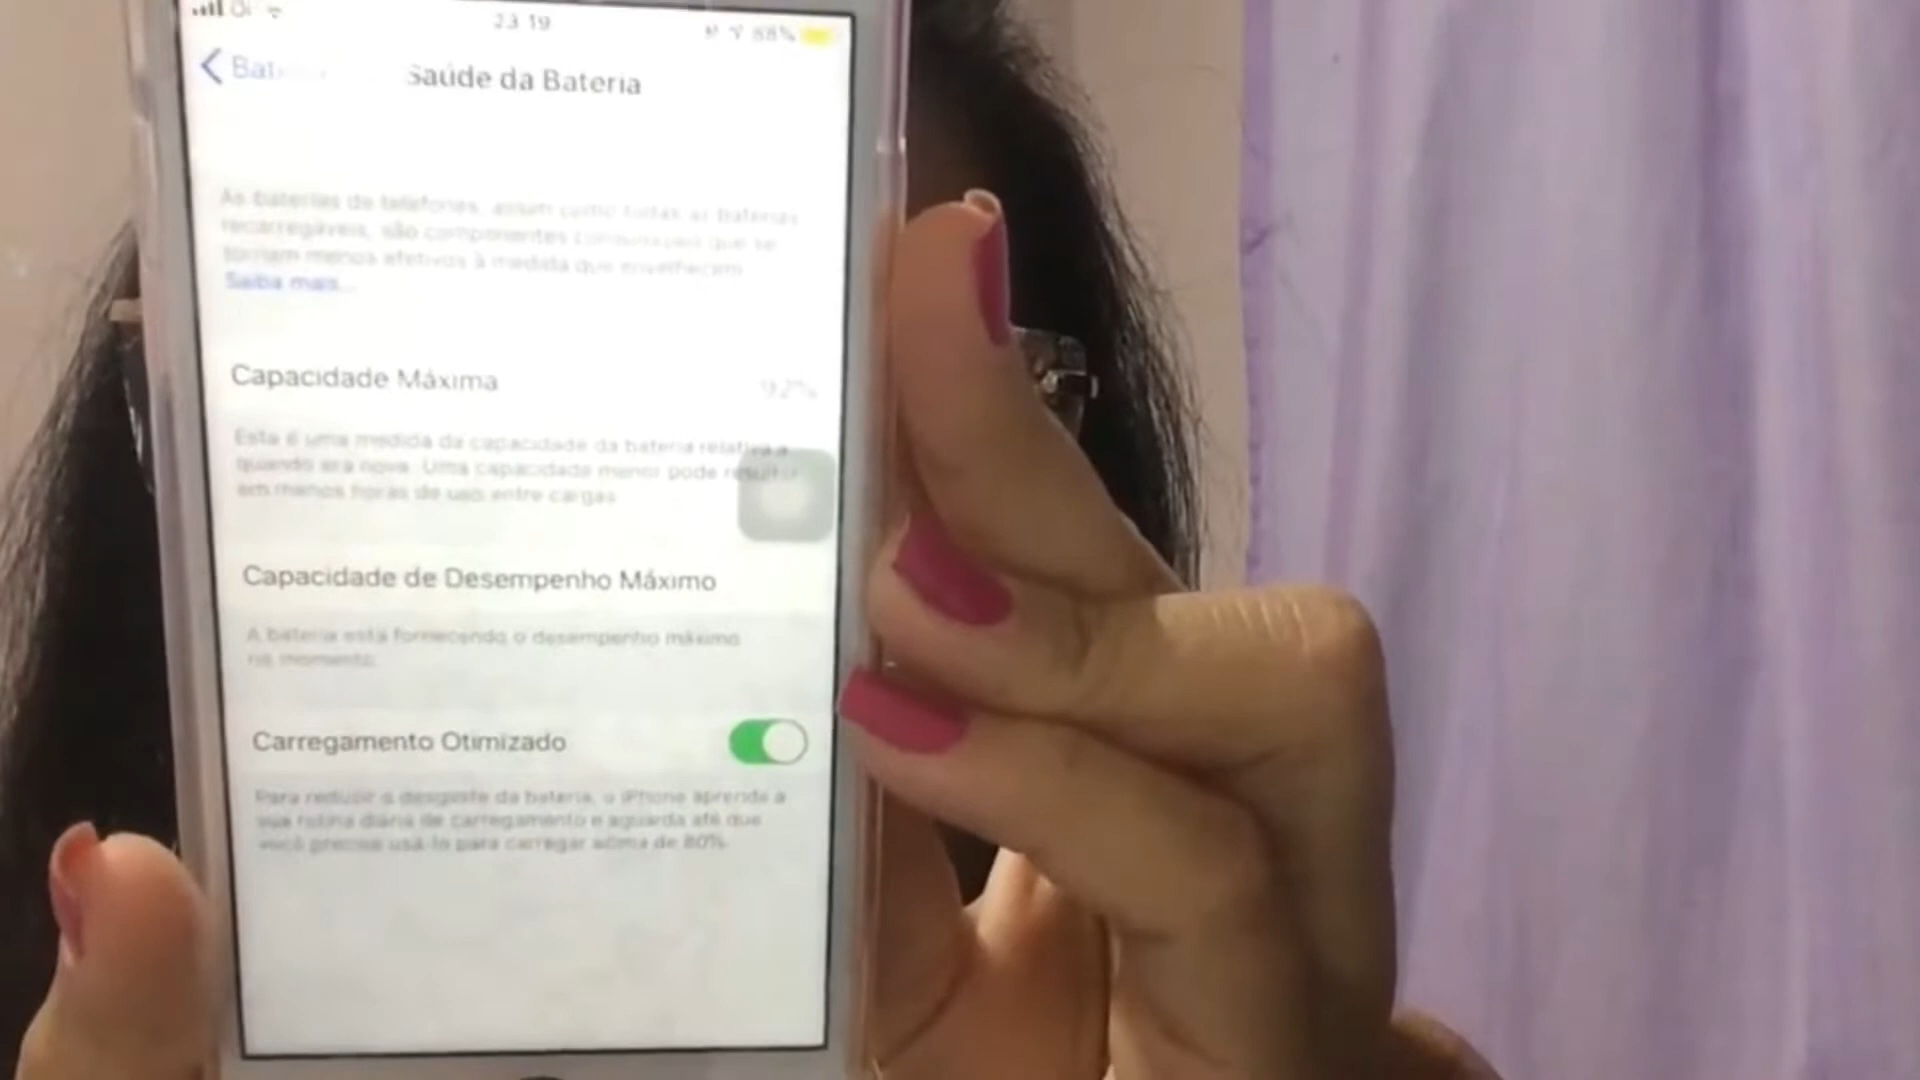 Oi
23 19
88%
Saúde da Bateria
As baterias de telefones, assim como todas as baterias
recarregáveis, são componentes que se
tornam menos efetivos à medida que envelhecem
Saiba mais...
Capacidade Máxima 92%
Esta é uma medida da capacidade da bateria relativa a
quando era nova. Uma capacidade menor pode resultar
em menos horas de uso entre cargas
Capacidade de Desempenho Máximo
A bateria está fornecendo o desempenho máximo
no momento.
Carregamento Otimizado
Para reduzir o desgaste da bateria, o iPhone aprende a
sua rotina diária de carregamento e aguarda até que
você precise usá-lo para carregar acima de 80%.